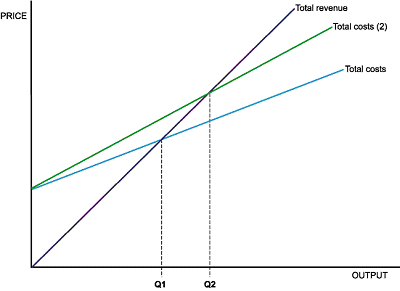 Total revenue
PRICE
Total costs (2)
Total costs
OUTPUT
Q1 Q2